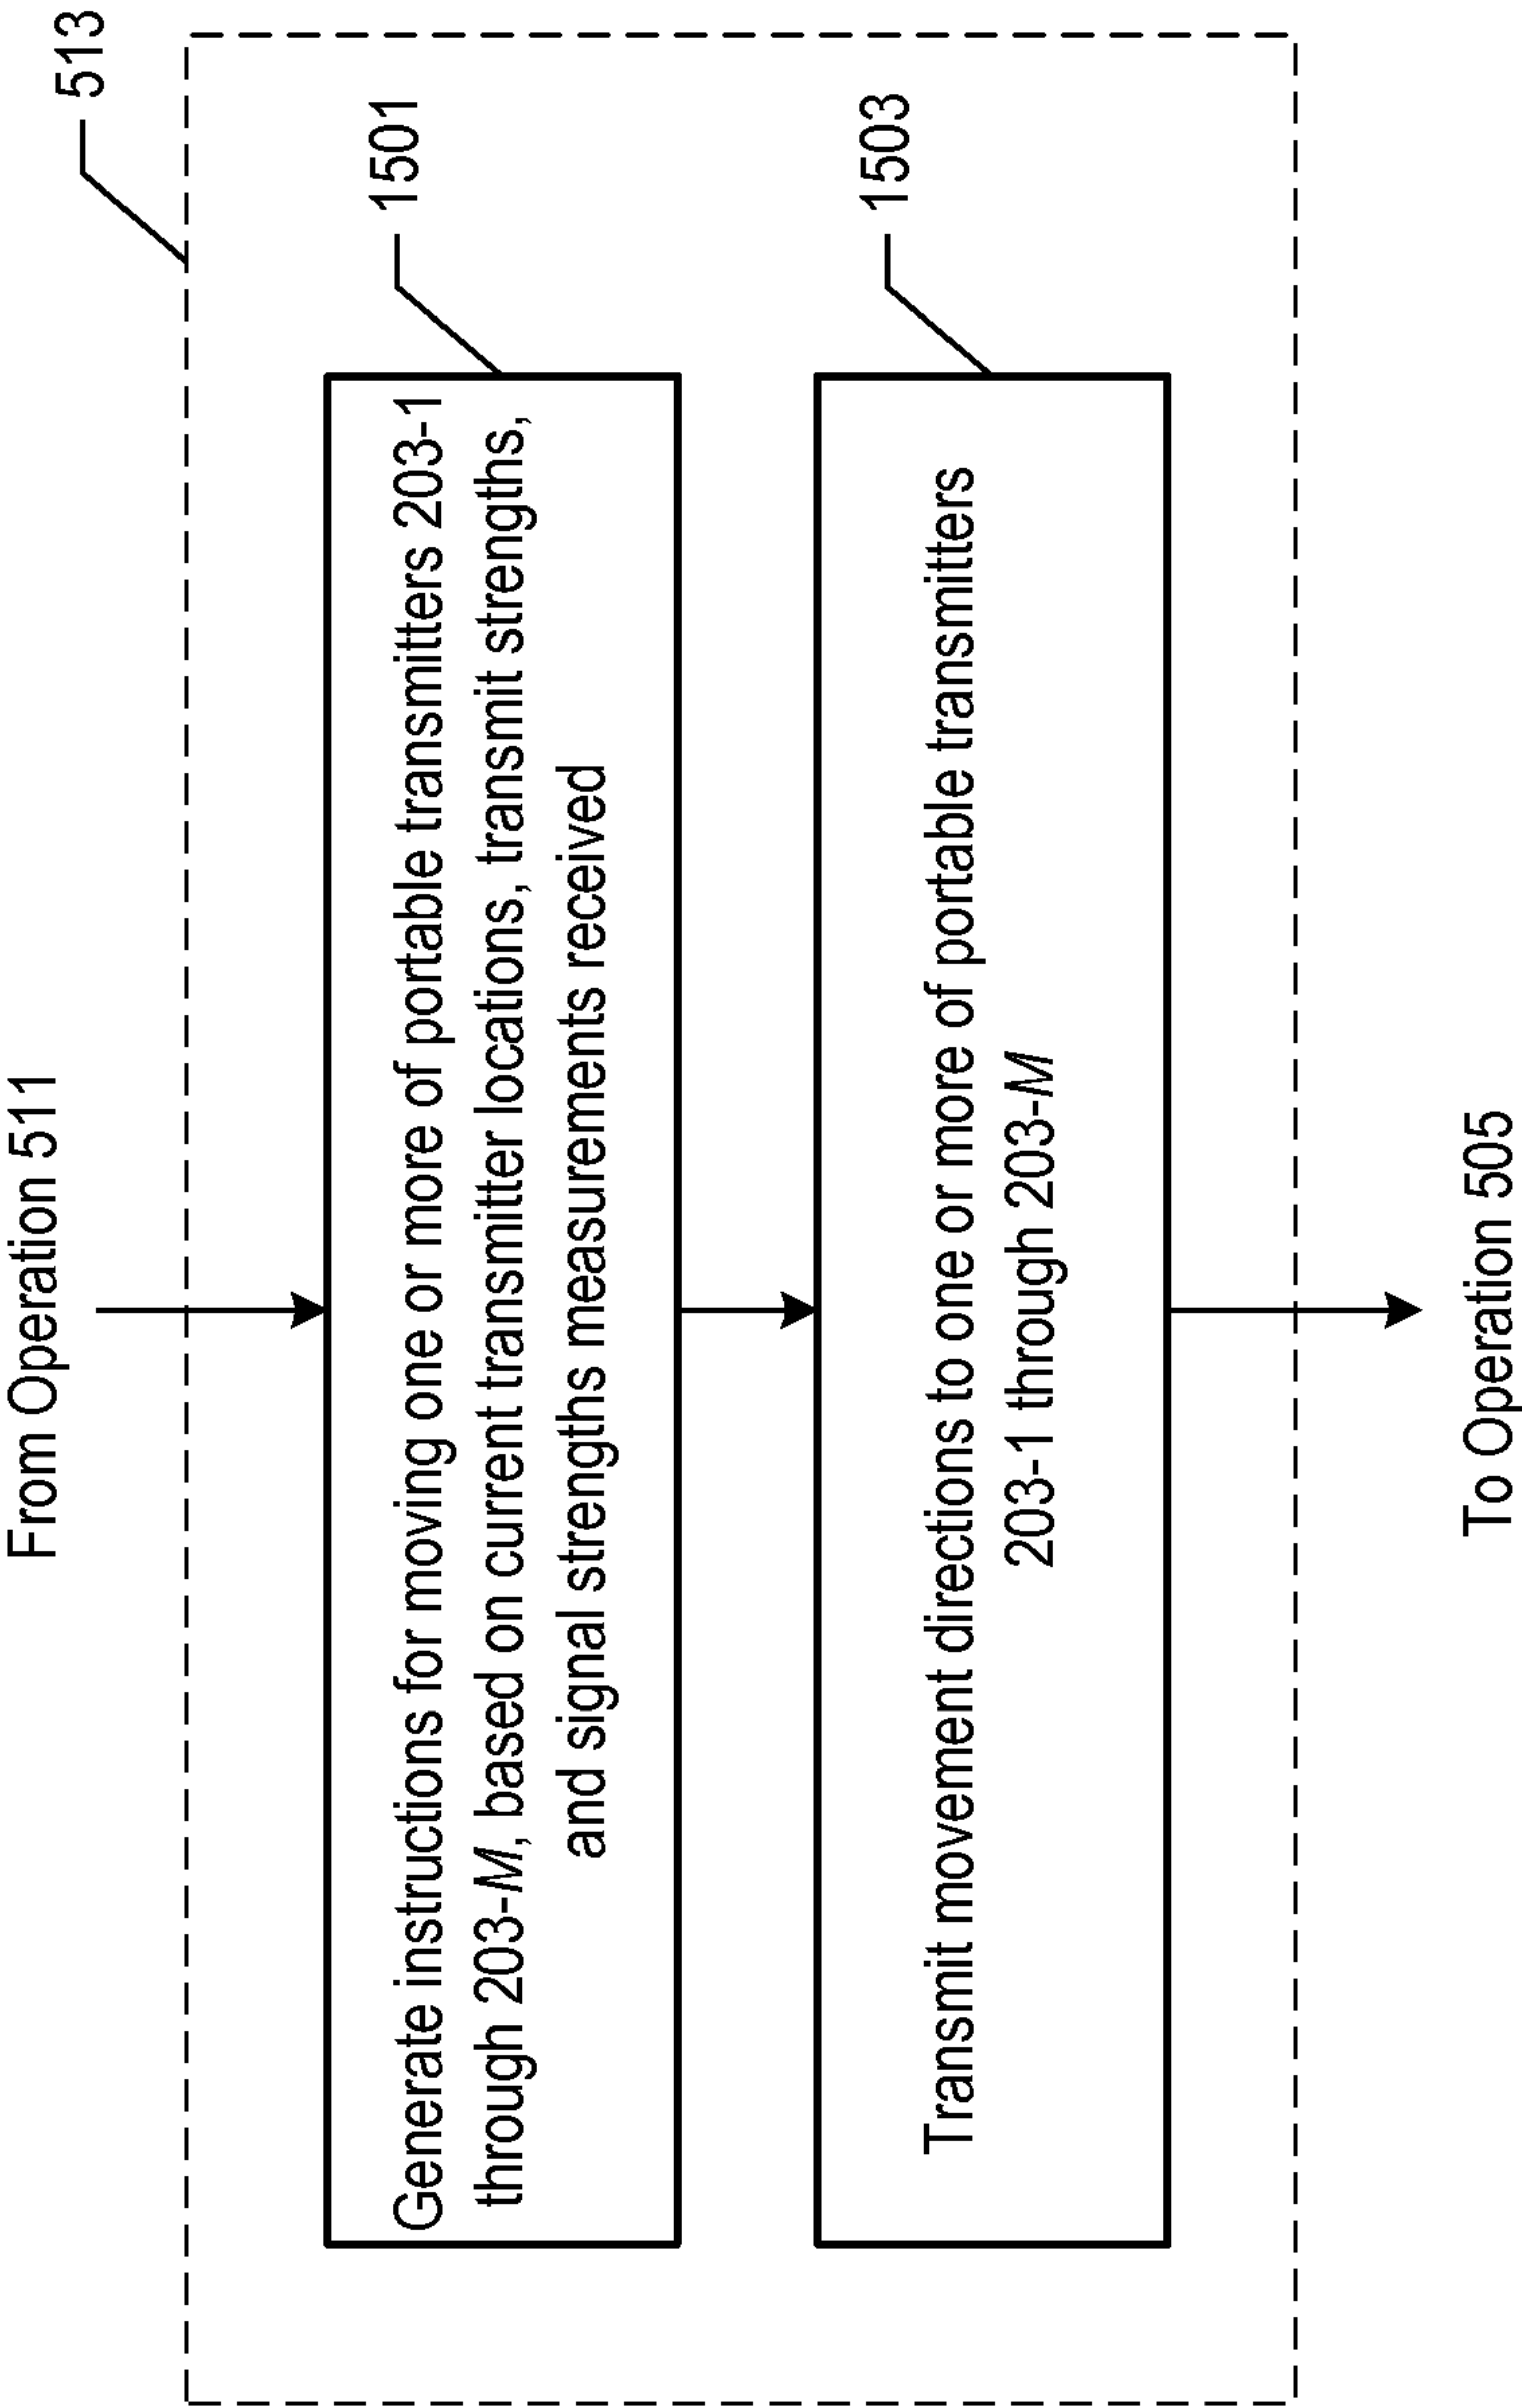 From Operation 511
513
1501
Generate instructions for moving one or more of portable transmitters 203-1
through 203-M, based on current transmitter locations, transmit strengths,
and signal strengths measurements received
1503
Transmit movement directions to one or more of portable transmitters
203-1 through 203-M
To Operation 505